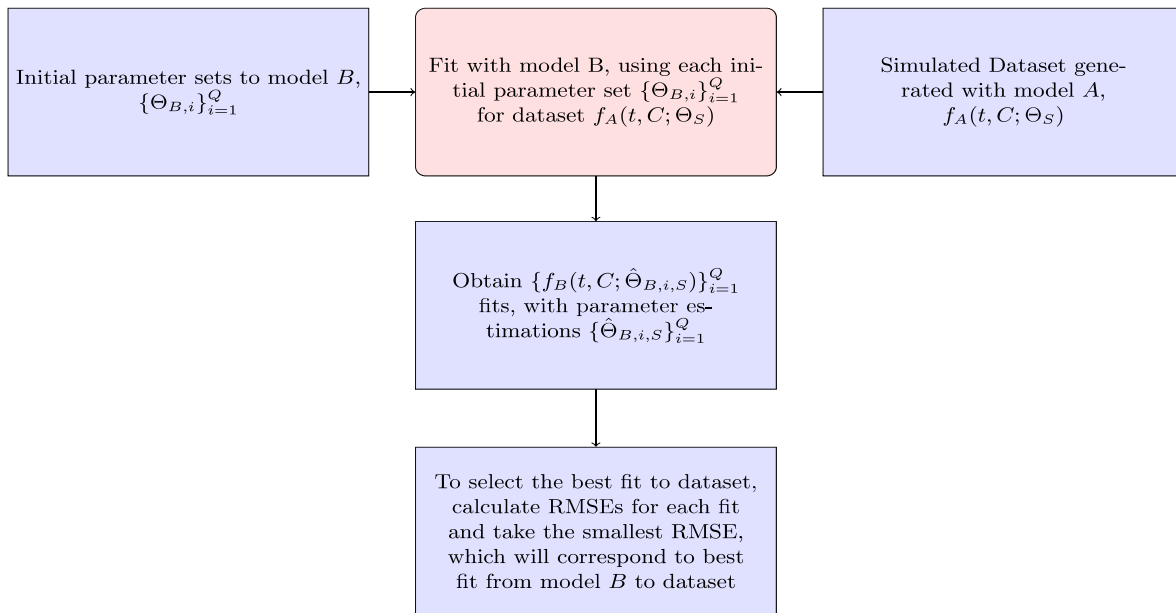 Initial parameter sets to model B,
{Θ_{B,i}}_{i=1}^{Q}
Fit with model B, using each ini-
tial parameter set {Θ_{B,i}}_{i=1}^{Q}
for dataset f_A(t, C; Θ_S)
Simulated Dataset gene-
rated with model A,
f_A(t, C; Θ_S)
Obtain {f_B(t, C; Θ̂_{B,i,S})}_{i=1}^{Q}
fits, with parameter es-
timations {Θ̂_{B,i,S}}_{i=1}^{Q}
To select the best fit to dataset,
calculate RMSEs for each fit
and take the smallest RMSE,
which will correspond to best
fit from model B to dataset